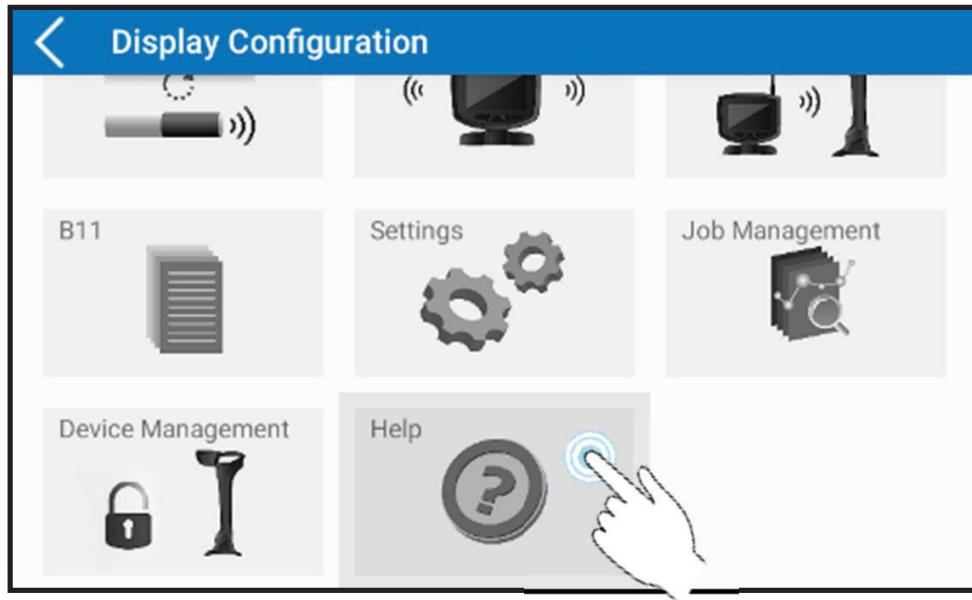 Display Configuration
B11
Settings
Job Management
Device Management
Help
?